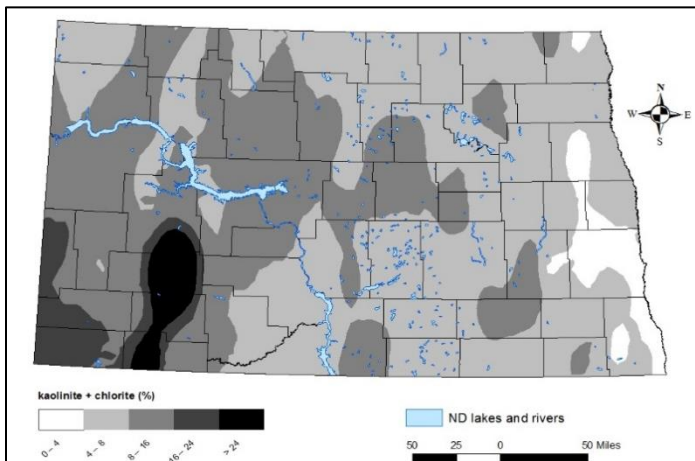 N
W E
S
kaolinite + chlorite (%)
0 – 4
4 – 8
8 – 16
16 – 24
> 24
ND lakes and rivers
50 25 0 50 Miles